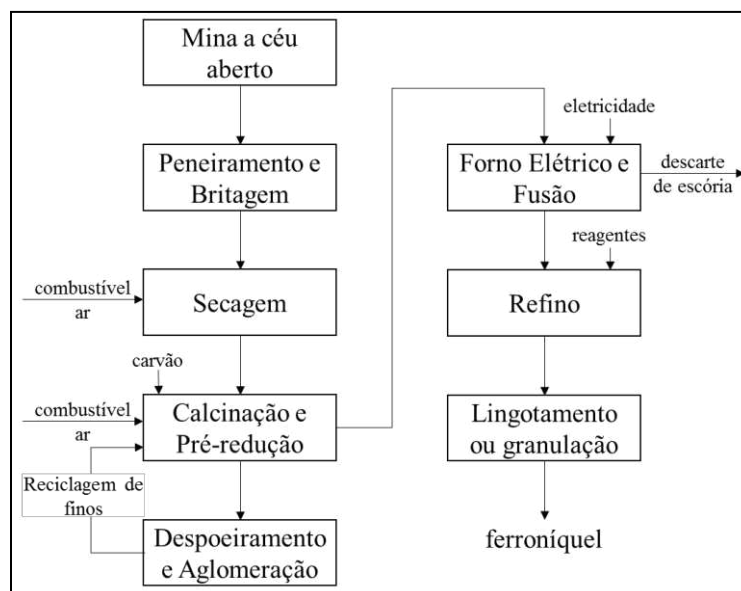 Mina a céu
aberto
Peneiramento e
Britagem
combustível
ar
Secagem
carvão
combustível
ar
Calcinação e
Pré-redução
Reciclagem de
finos
Despoeiramento
e Aglomeração
eletricidade
Forno Elétrico e
Fusão
descarte
de escória
reagentes
Refino
Lingotamento
ou granulação
ferroníquel